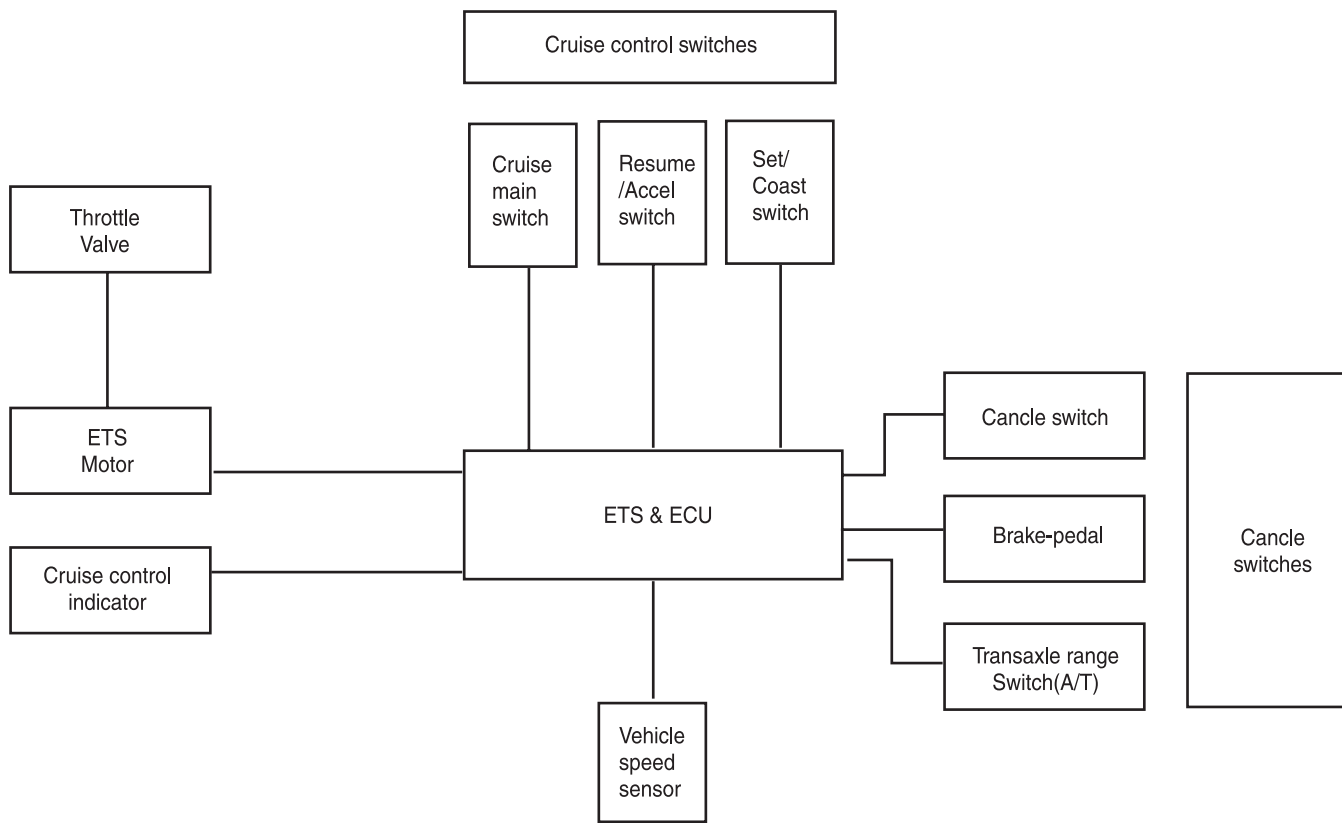 Cruise control switches
Cruise
main
switch
Resume
/Accel
switch
Set/
Coast
switch
Throttle
Valve
ETS
Motor
Cruise control
indicator
ETS & ECU
Vehicle
speed
sensor
Cancle switch
Brake-pedal
Transaxle range
Switch(A/T)
Cancle
switches